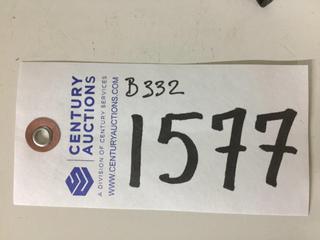 CENTURY
AUCTIONS
A DIVISION OF CENTURY SERVICES
WWW.CENTURYAUCTIONS.COM
B332
1577